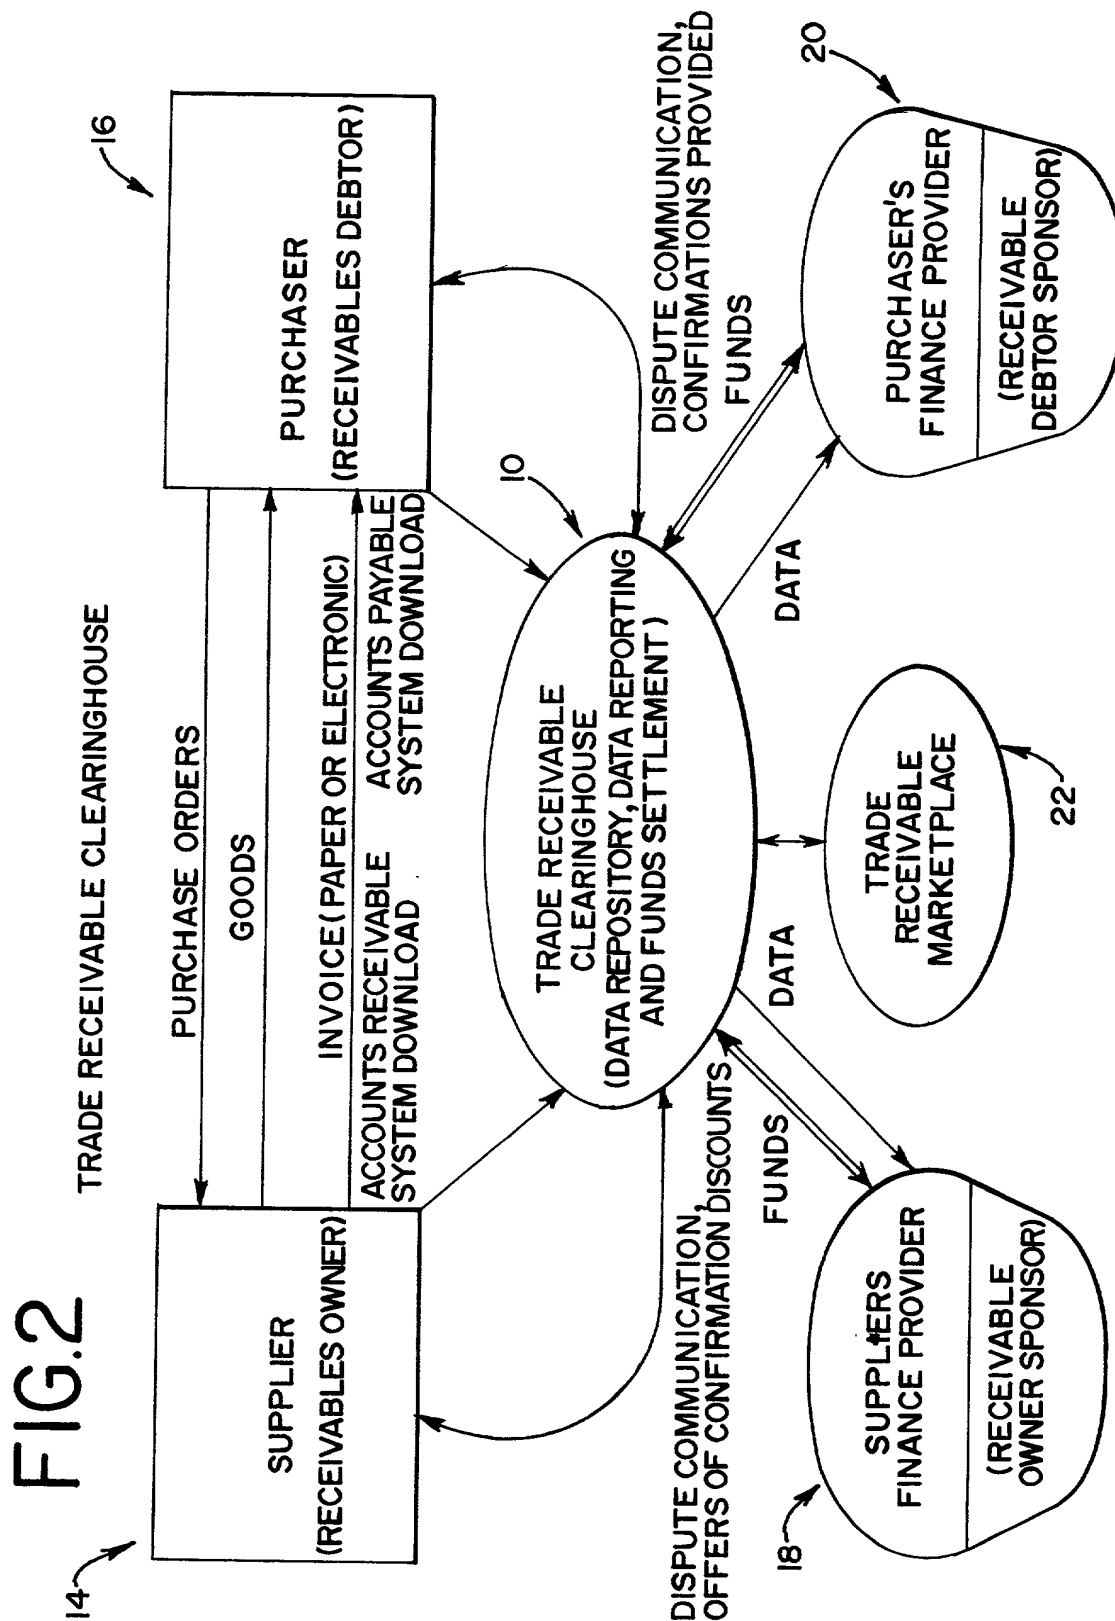 FIG.2
TRADE RECEIVABLE CLEARINGHOUSE
14
16
SUPPLIER
(RECEIVABLES OWNER)
PURCHASE ORDERS
GOODS
INVOICE(PAPER OR ELECTRONIC)
PURCHASER
(RECEIVABLES DEBTOR)
ACCOUNTS RECEIVABLE
SYSTEM DOWNLOAD
ACCOUNTS PAYABLE
SYSTEM DOWNLOAD
10
TRADE RECEIVABLE
CLEARINGHOUSE
(DATA REPOSITORY, DATA REPORTING
AND FUNDS SETTLEMENT)
DISPUTE COMMUNICATION,
OFFERS OF CONFIRMATION DISCOUNTS
FUNDS
DATA
DISPUTE COMMUNICATION,
CONFIRMATIONS PROVIDED
FUNDS
DATA
18
SUPPLIERS
FINANCE PROVIDER
(RECEIVABLE
OWNER SPONSOR)
TRADE
RECEIVABLE
MARKETPLACE
22
20
PURCHASER'S
FINANCE PROVIDER
(RECEIVABLE
DEBTOR SPONSOR)